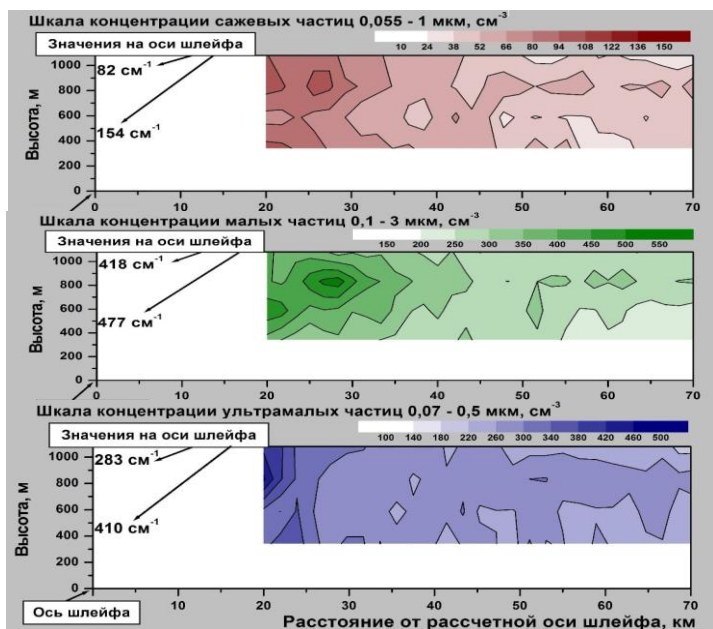 Шкала концентрации сажевых частиц 0,055 - 1 мкм, см⁻³
Значения на оси шлейфа
10 24 38 52 66 80 94 108 122 136 150
Высота, м
1000
800
600
400
200
0
82 см⁻¹
154 см⁻¹
0 10 20 30 40 50 60 70
Шкала концентрации малых частиц 0,1 - 3 мкм, см⁻³
Значения на оси шлейфа
150 200 250 300 350 400 450 500 550
Высота, м
1000
800
600
400
200
0
418 см⁻¹
477 см⁻¹
0 10 20 30 40 50 60 70
Шкала концентрации ультрамалых частиц 0,07 - 0,5 мкм, см⁻³
Значения на оси шлейфа
100 140 180 220 260 300 340 380 420 460 500
Высота, м
1000
800
600
400
200
0
283 см⁻¹
410 см⁻¹
0 10 20 30 40 50 60 70
Ось шлейфа
Расстояние от рассчетной оси шлейфа, км